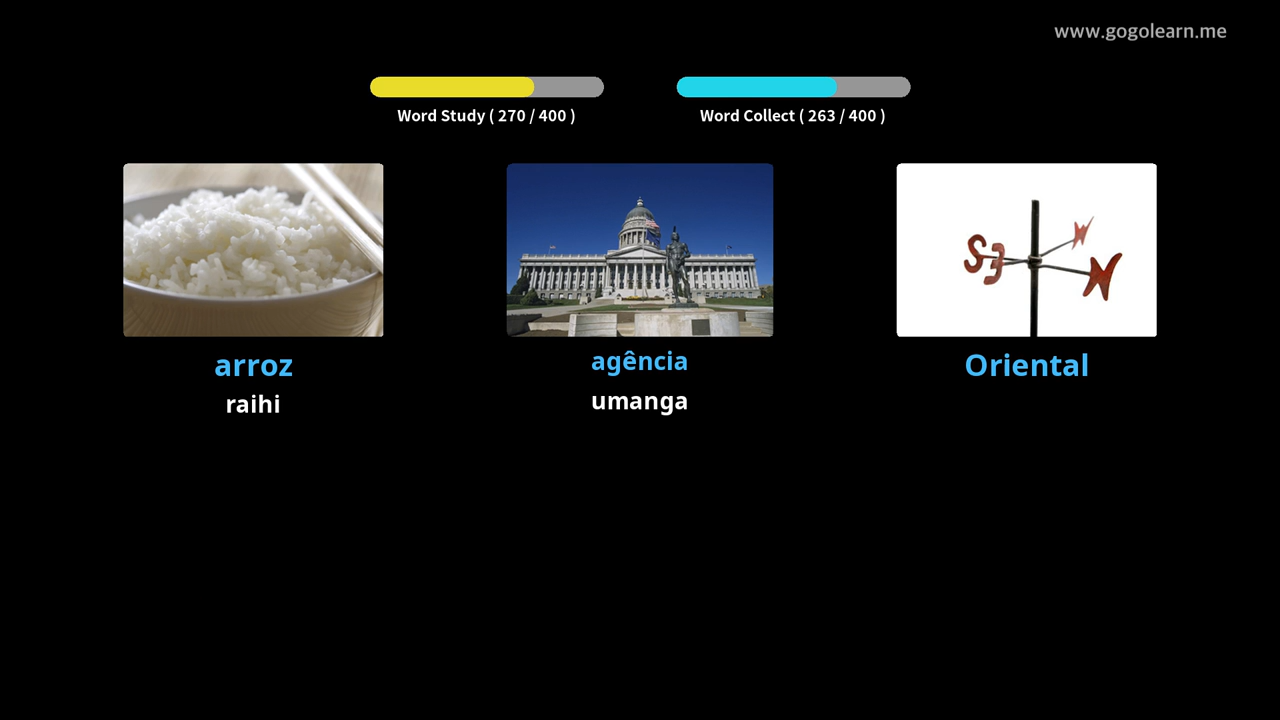 www.gogolearn.me
Word Study ( 270 / 400 )
Word Collect ( 263 / 400 )
S
E
W
N
arroz
raihi
agência
umanga
Oriental